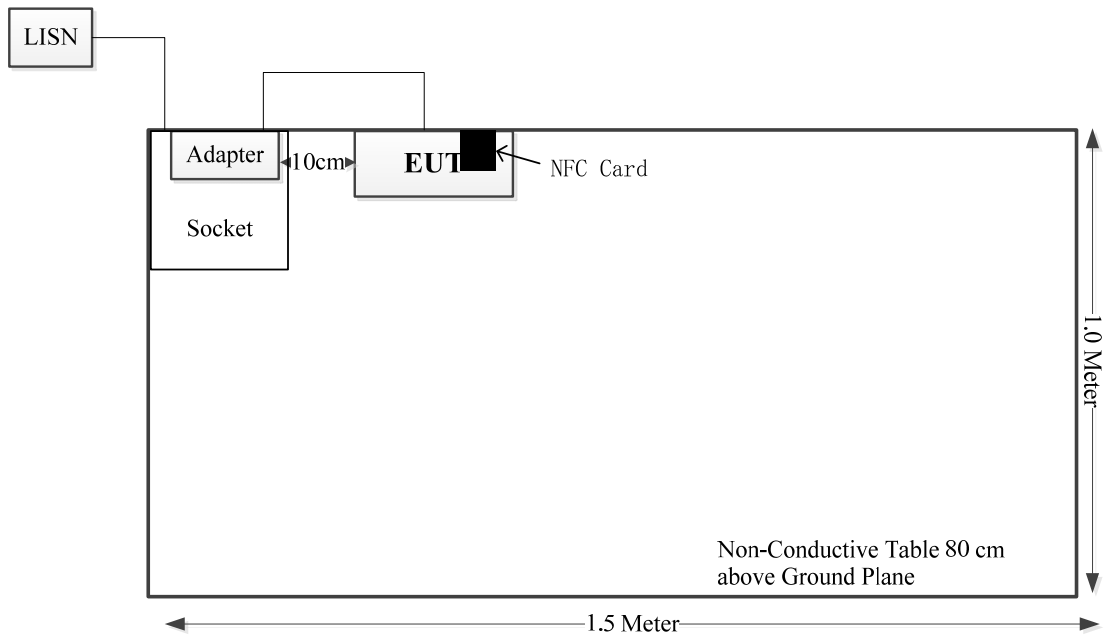 LISN
Adapter
10cm
EUT
NFC Card
Socket
1.0 Meter
Non-Conductive Table 80 cm
above Ground Plane
1.5 Meter